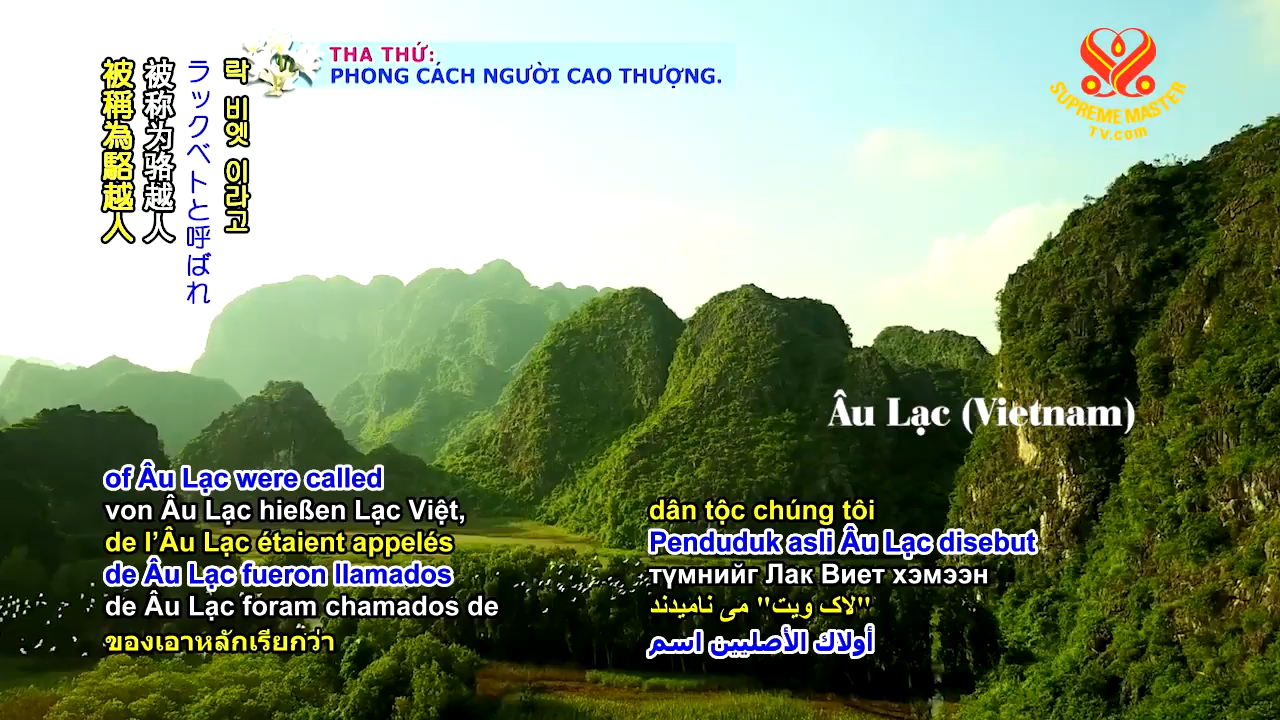 THA THỨ:
PHONG CÁCH NGƯỜI CAO THƯỢNG.
SUPREME MASTER
TV.com
被稱為駱越人
被称为骆越人
ラックベトと呼ばれ
락 비엣 이라고
Âu Lạc (Vietnam)
of Âu Lạc were called
von Âu Lạc hießen Lạc Việt,
de l’Âu Lạc étaient appelés
de Âu Lạc fueron llamados
de Âu Lạc foram chamados de
ของเอาหลักเรียกว่า
dân tộc chúng tôi
Penduduk asli Âu Lạc disebut
түмнийг Лак Виет хэмээн
"لاک ویت" می نامیدند
أولاك الأصليين اسم